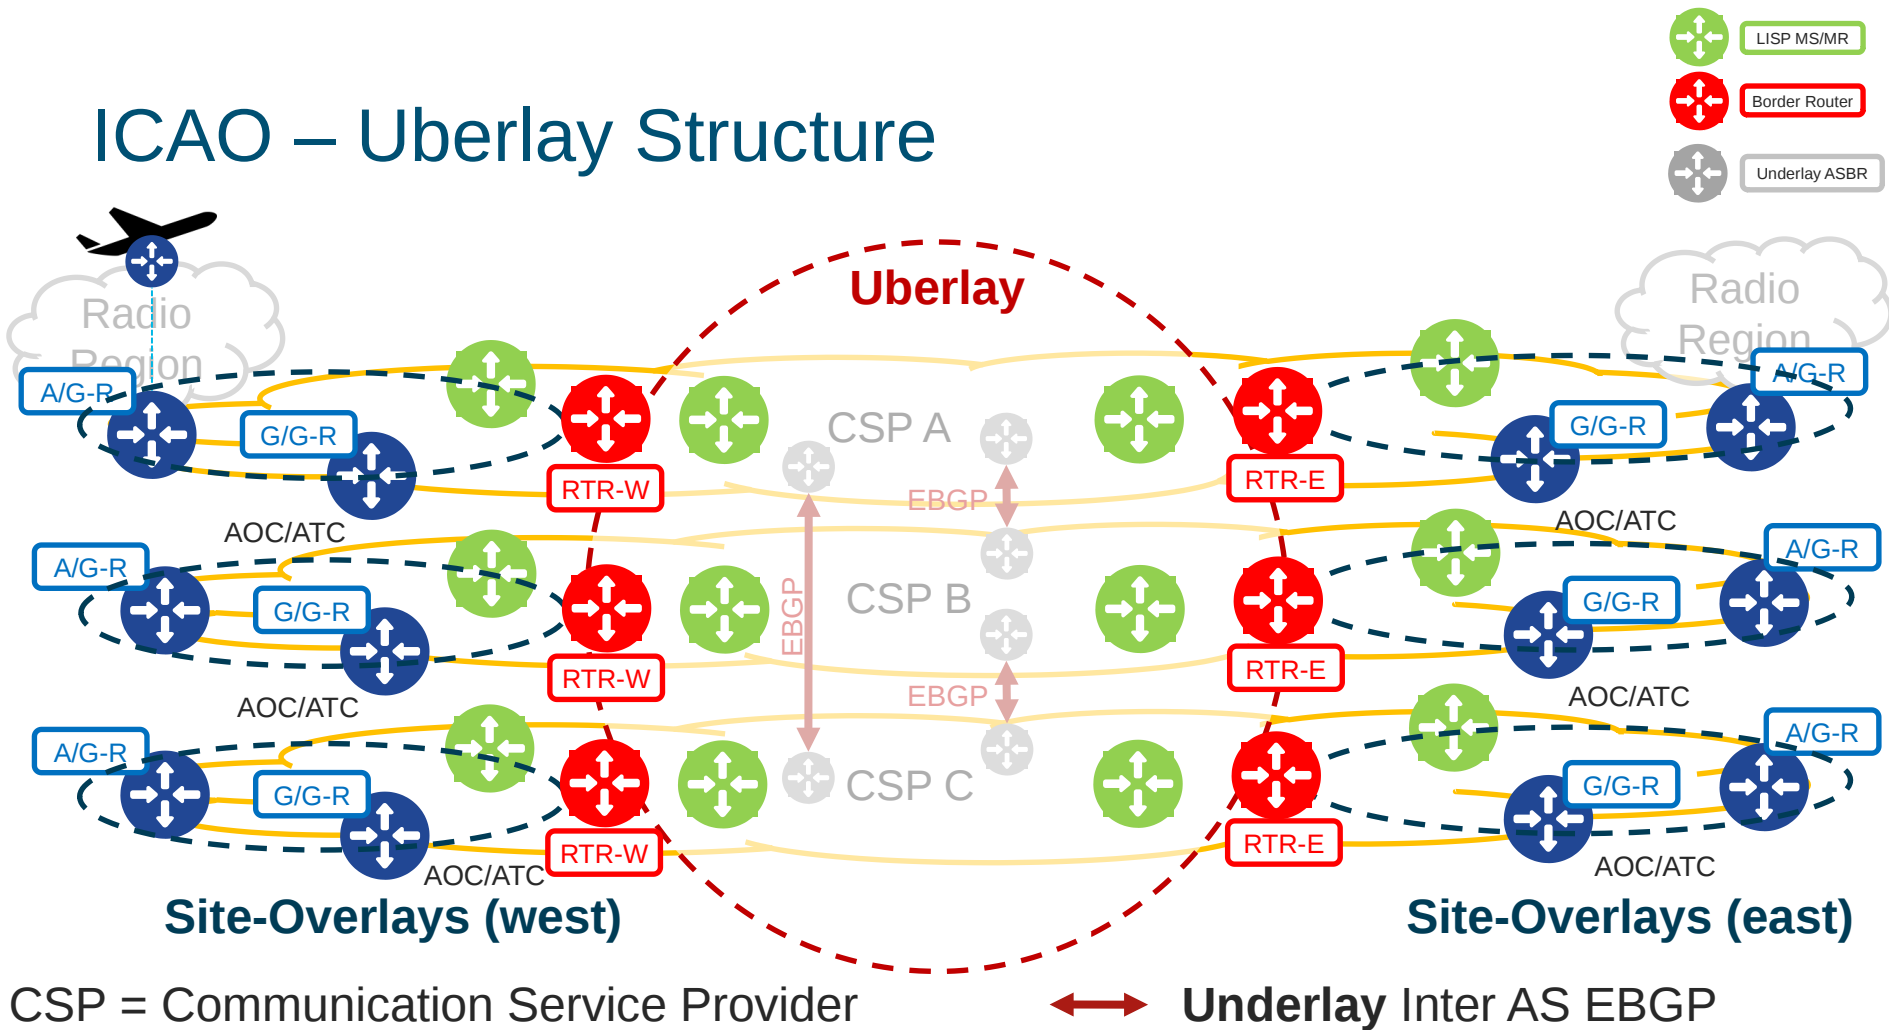 LISP MS/MR
Border Router
ICAO – Uberlay Structure
Underlay ASBR
Uberlay
Radio
Region
Radio
Region
A/G-R
A/G-R
G/G-R
CSP A
G/G-R
RTR-W
EBGP
RTR-E
AOC/ATC
AOC/ATC
A/G-R
A/G-R
G/G-R
EBGP
CSP B
G/G-R
RTR-W
EBGP
RTR-E
AOC/ATC
AOC/ATC
A/G-R
A/G-R
G/G-R
CSP C
G/G-R
RTR-W
RTR-E
AOC/ATC
AOC/ATC
Site-Overlays (west)
Site-Overlays (east)
CSP = Communication Service Provider
Underlay Inter AS EBGP